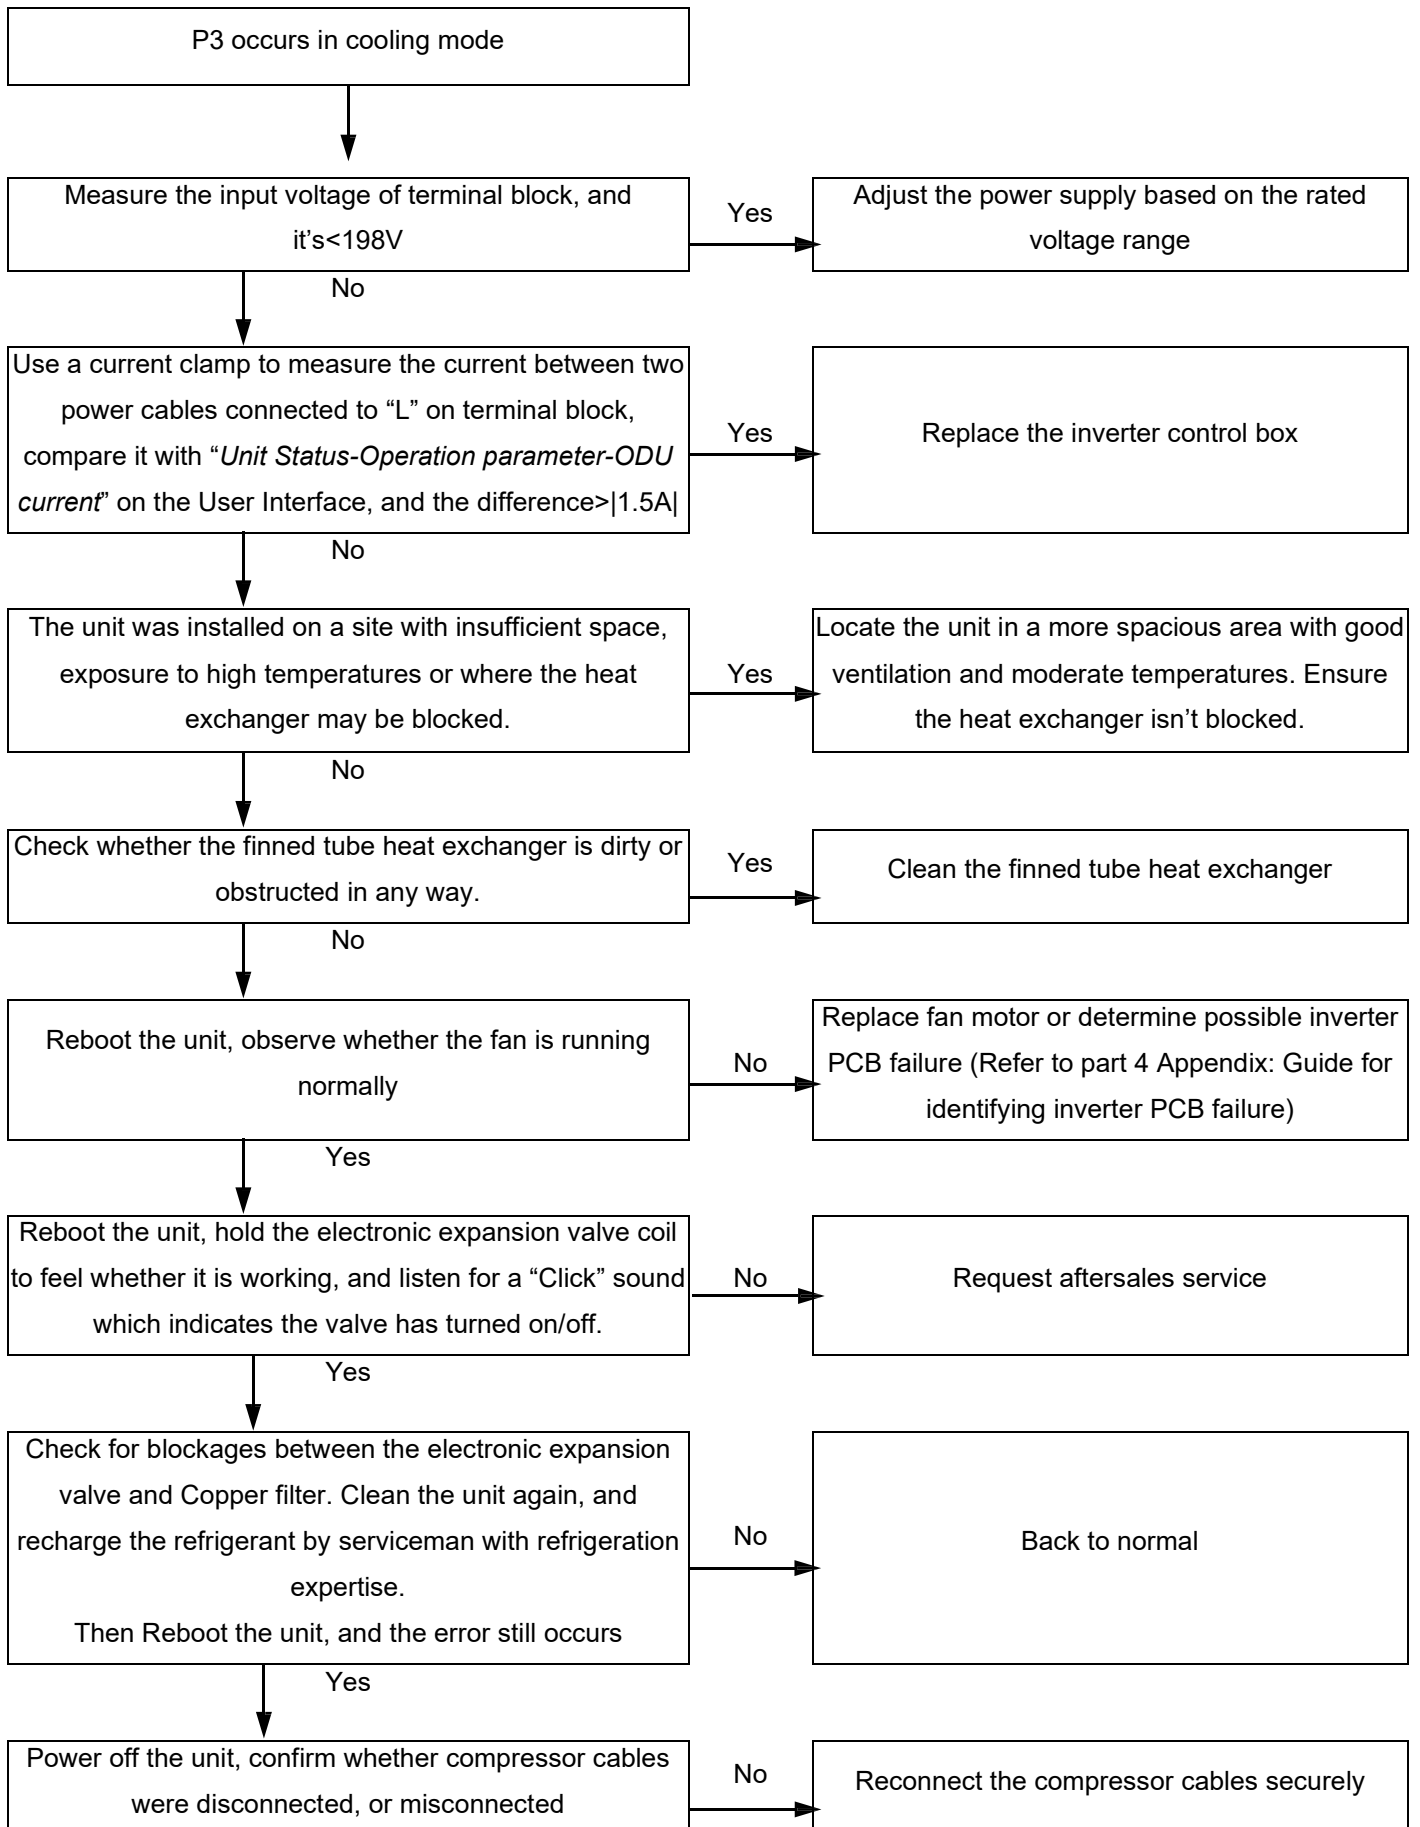 P3 occurs in cooling mode
Measure the input voltage of terminal block, and
it’s<198V
Yes
Adjust the power supply based on the rated
voltage range
No
Use a current clamp to measure the current between two
power cables connected to “L” on terminal block,
compare it with “Unit Status-Operation parameter-ODU
current” on the User Interface, and the difference>|1.5A|
Yes
Replace the inverter control box
No
The unit was installed on a site with insufficient space,
exposure to high temperatures or where the heat
exchanger may be blocked.
Yes
Locate the unit in a more spacious area with good
ventilation and moderate temperatures. Ensure
the heat exchanger isn’t blocked.
No
Check whether the finned tube heat exchanger is dirty or
obstructed in any way.
Yes
Clean the finned tube heat exchanger
No
Reboot the unit, observe whether the fan is running
normally
No
Replace fan motor or determine possible inverter
PCB failure (Refer to part 4 Appendix: Guide for
identifying inverter PCB failure)
Yes
Reboot the unit, hold the electronic expansion valve coil
to feel whether it is working, and listen for a “Click” sound
which indicates the valve has turned on/off.
No
Request aftersales service
Yes
Check for blockages between the electronic expansion
valve and Copper filter. Clean the unit again, and
recharge the refrigerant by serviceman with refrigeration
expertise.
Then Reboot the unit, and the error still occurs
No
Back to normal
Yes
Power off the unit, confirm whether compressor cables
were disconnected, or misconnected
No
Reconnect the compressor cables securely